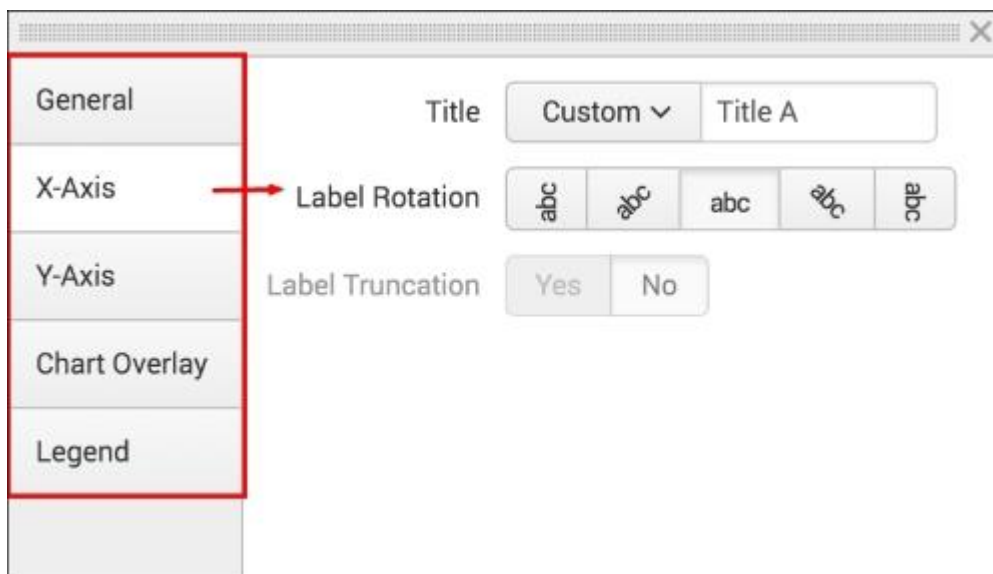 General
Title Custom Title A
X-Axis
Label Rotation abc abc abc abc abc
Y-Axis
Label Truncation Yes No
Chart Overlay
Legend